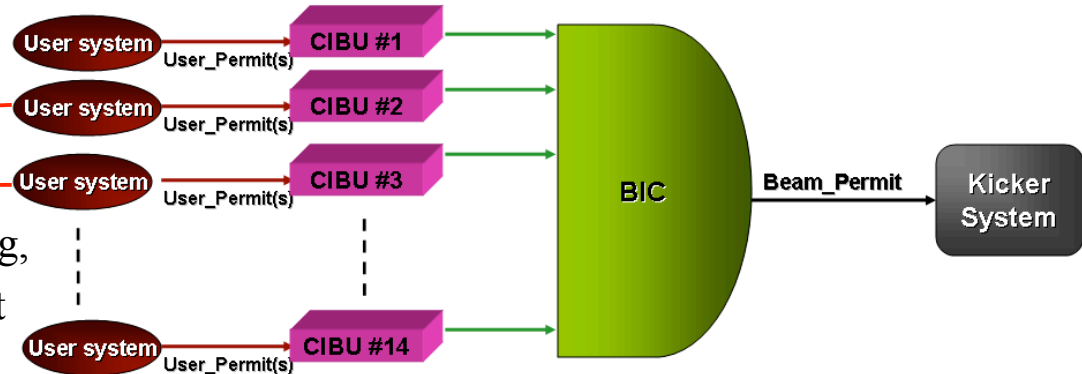 User system
User_Permit(s)
CIBU #1
User system
User_Permit(s)
CIBU #2
User system
User_Permit(s)
CIBU #3
g,
t
User system
User_Permit(s)
CIBU #14
BIC
Beam_Permit
Kicker
System